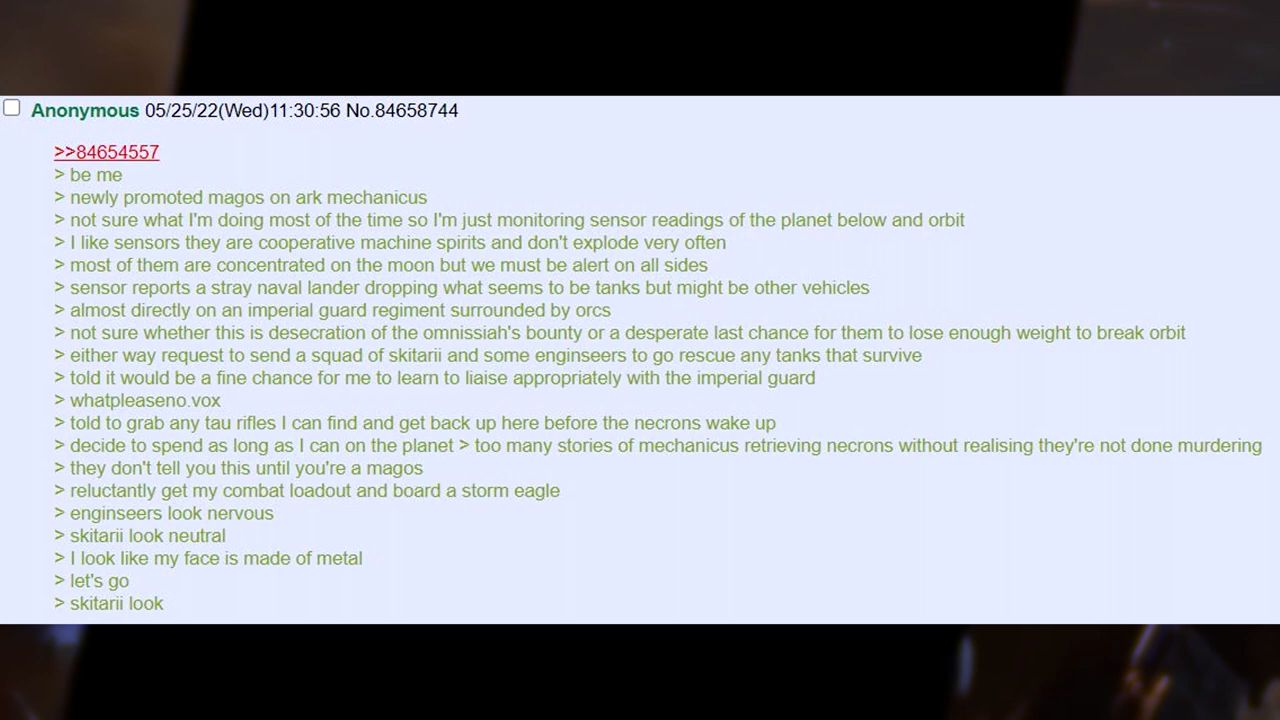 Anonymous 05/25/22(Wed)11:30:56 No.84658744
>>84654557
> be me
> newly promoted magos on ark mechanicus
> not sure what I'm doing most of the time so I'm just monitoring sensor readings of the planet below and orbit
> I like sensors they are cooperative machine spirits and don't explode very often
> most of them are concentrated on the moon but we must be alert on all sides
> sensor reports a stray naval lander dropping what seems to be tanks but might be other vehicles
> almost directly on an imperial guard regiment surrounded by orcs
> not sure whether this is desecration of the omnissiah's bounty or a desperate last chance for them to lose enough weight to break orbit
> either way request to send a squad of skitarii and some enginseers to go rescue any tanks that survive
> told it would be a fine chance for me to learn to liaise appropriately with the imperial guard
> whatpleaseno.vox
> told to grab any tau rifles I can find and get back up here before the necrons wake up
> decide to spend as long as I can on the planet > too many stories of mechanicus retrieving necrons without realising they're not done murdering
> they don't tell you this until you're a magos
> reluctantly get my combat loadout and board a storm eagle
> enginseers look nervous
> skitarii look neutral
> I look like my face is made of metal
> let's go
> skitarii look